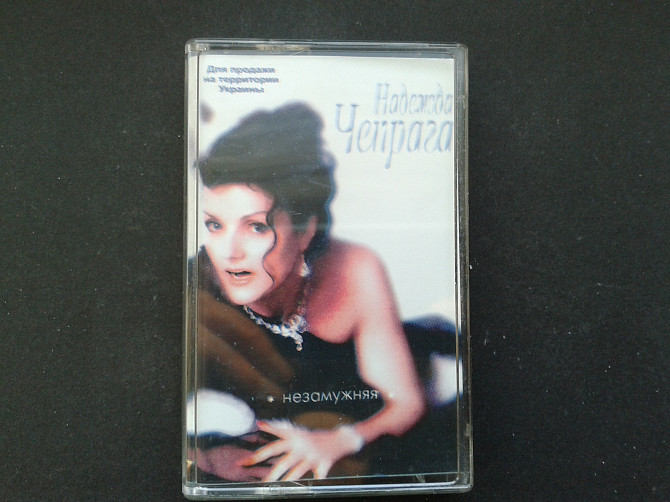 Для продажи
на территории
Украины
Надежда
Чепрага
незамужняя